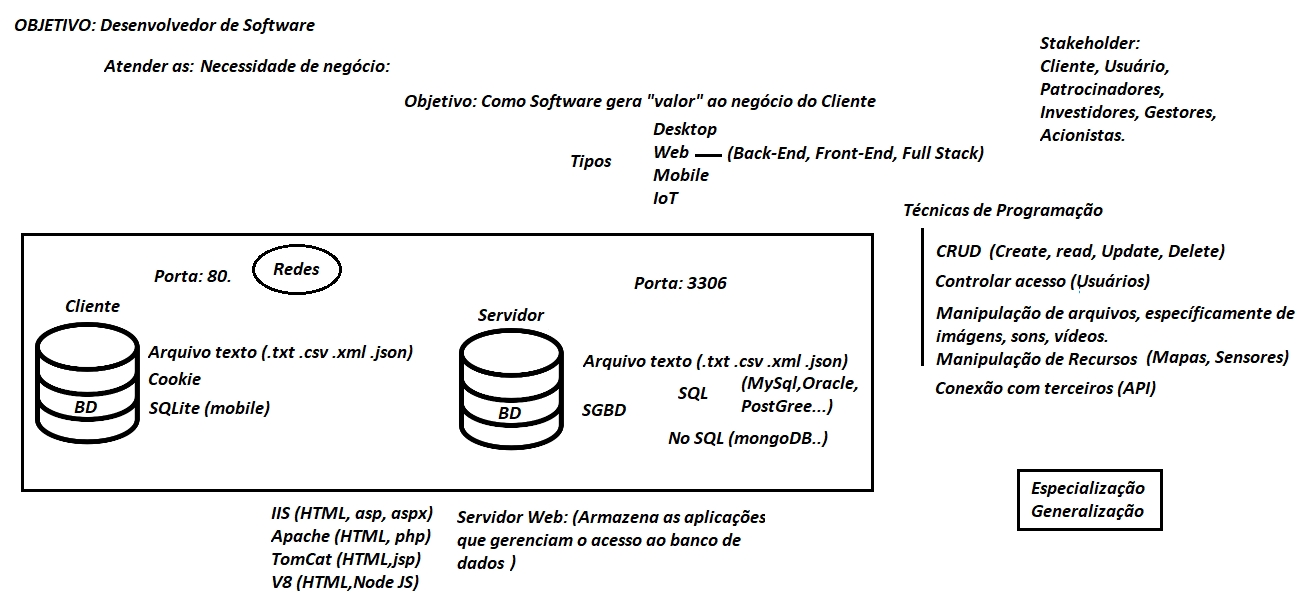 OBJETIVO: Desenvolvedor de Software
Atender as: Necessidade de negócio:
Objetivo: Como Software gera "valor" ao negócio do Cliente
Stakeholder:
Cliente, Usuário,
Patrocinadores,
Investidores, Gestores,
Acionistas.
Tipos
Desktop
Web (Back-End, Front-End, Full Stack)
Mobile
IoT
Técnicas de Programação
CRUD (Create, read, Update, Delete)
Controlar acesso (Usuários)
Manipulação de arquivos, específicamente de
imágens, sons, vídeos.
Manipulação de Recursos (Mapas, Sensores)
Conexão com terceiros (API)
Porta: 80.
Redes
Porta: 3306
Cliente
BD
Arquivo texto (.txt .csv .xml .json)
Cookie
SQLite (mobile)
Servidor
BD
Arquivo texto (.txt .csv .xml .json)
SGBD
SQL
(MySql,Oracle,
PostGree...)
No SQL (mongoDB..)
Especialização
Generalização
IIS (HTML, asp, aspx)
Apache (HTML, php)
TomCat (HTML,jsp)
V8 (HTML,Node JS)
Servidor Web: (Armazena as aplicações
que gerenciam o acesso ao banco de
dados )